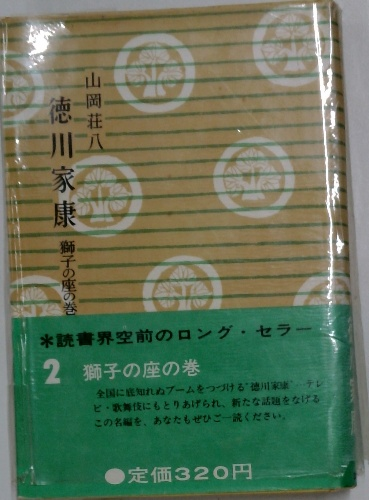 山岡荘八
徳川家康
獅子の座の巻
＊読書界空前のロング・セラー
2 獅子の座の巻
全国に底知れぬブームをつづける“徳川家康”―テレ
ビ・歌舞伎にもとりあげられ、新たな話題をなげる
この名編を、あなたもぜひご一読ください。
●定価320円